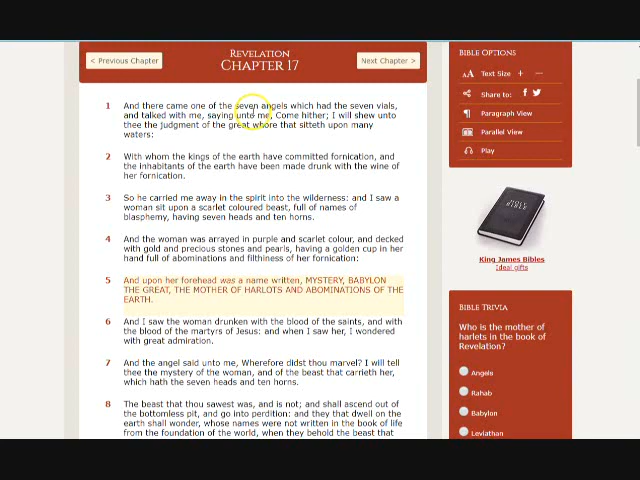 < Previous Chapter
REVELATION
CHAPTER 17
Next Chapter >
1 And there came one of the seven angels which had the seven vials,
and talked with me, saying unto me, Come hither; I will shew unto
thee the judgment of the great whore that sitteth upon many
waters:
2 With whom the kings of the earth have committed fornication, and
the inhabitants of the earth have been made drunk with the wine of
her fornication.
3 So he carried me away in the spirit into the wilderness: and I saw a
woman sit upon a scarlet coloured beast, full of names of
blasphemy, having seven heads and ten horns.
4 And the woman was arrayed in purple and scarlet colour, and decked
with gold and precious stones and pearls, having a golden cup in her
hand full of abominations and filthiness of her fornication:
5 And upon her forehead was a name written, MYSTERY, BABYLON
THE GREAT, THE MOTHER OF HARLOTS AND ABOMINATIONS OF THE
EARTH.
6 And I saw the woman drunken with the blood of the saints, and with
the blood of the martyrs of Jesus: and when I saw her, I wondered
with great admiration.
7 And the angel said unto me, Wherefore didst thou marvel? I will tell
thee the mystery of the woman, and of the beast that carrieth her,
which hath the seven heads and ten horns.
8 The beast that thou sawest was, and is not; and shall ascend out of
the bottomless pit, and go into perdition: and they that dwell on the
earth shall wonder, whose names were not written in the book of life
from the foundation of the world, when they behold the beast that
BIBLE OPTIONS
AA Text Size + −
Share to:
Paragraph View
Parallel View
Play
HOLY BIBLE
King James Bibles
Ideal gifts
BIBLE TRIVIA
Who is the mother of
harlets in the book of
Revelation?
Angels
Rahab
Babylon
Leviathan